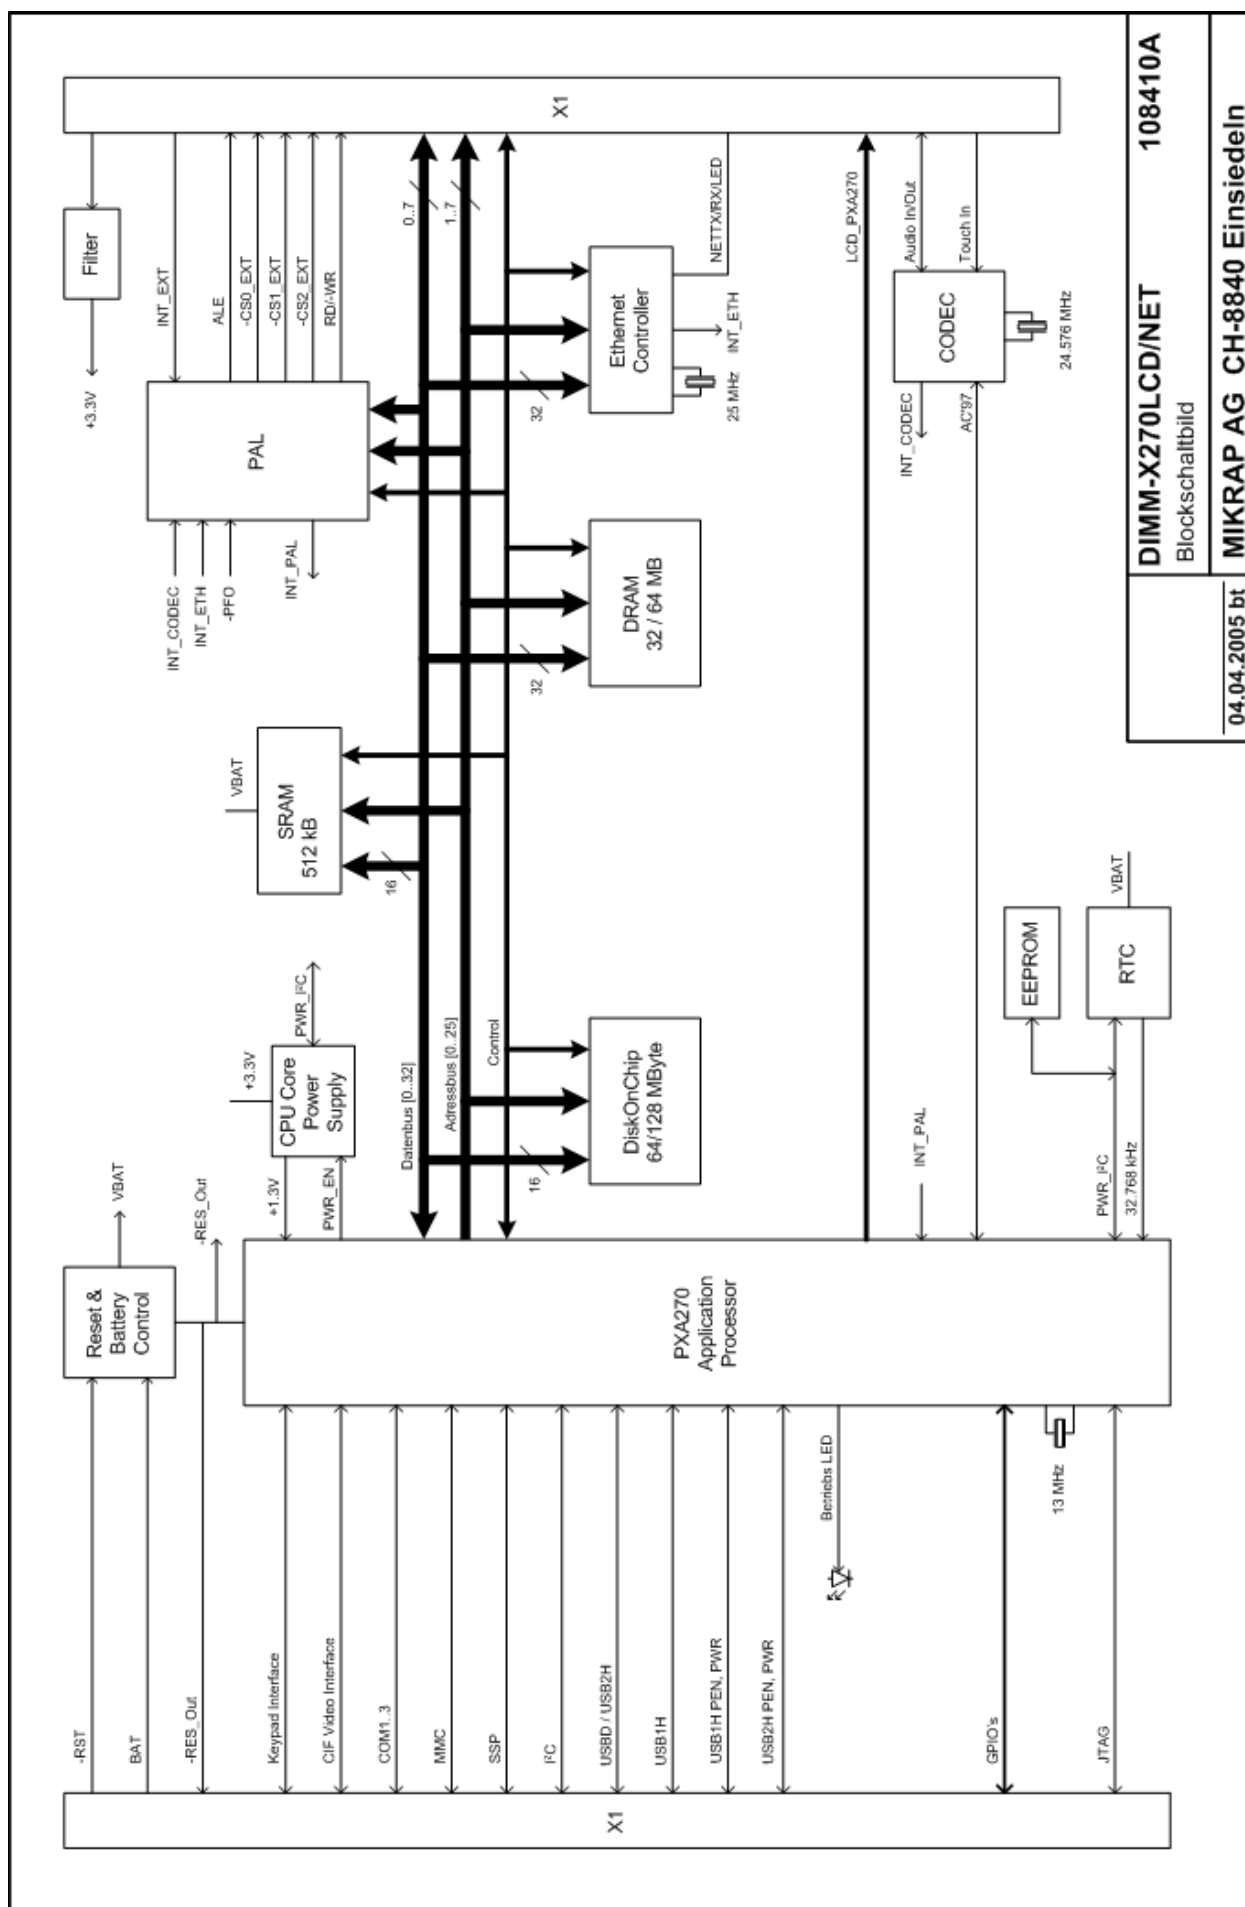 X1
-RST
BAT
-RES_Out
Keypad Interface
CIF Video Interface
COM1..3
MMC
SSP
I²C
USBD / USB2H
USB1H
USB1H PEN, PWR
USB2H PEN, PWR
GPIO's
JTAG
Betriebs LED
13 MHz
Reset &
Battery
Control
VBAT
-RES_Out
PXA270
Application
Processor
+1.3V
PWR_EN
CPU Core
Power
Supply
+3.3V
PWR_I²C
Datenbus [0..32]
Adressbus [0..25]
Control
16
DiskOnChip
64/128 MByte
INT_PAL
PWR_I²C
32.768 kHz
EEPROM
RTC
VBAT
SRAM
512 kB
VBAT
16
32
DRAM
32 / 64 MB
INT_CODEC
INT_ETH
-PFO
INT_PAL
PAL
INT_EXT
ALE
-CS0_EXT
-CS1_EXT
-CS2_EXT
RD/-WR
+3.3V
Filter
0..7
1..7
32
Ethernet
Controller
25 MHz
INT_ETH
NETTX/RX/LED
LCD_PXA270
INT_CODEC
AC'97
CODEC
Audio In/Out
Touch In
24.576 MHz
X1
DIMM-X270LCD/NET 108410A
Blockschaltbild
04.04.2005 bt
MIKRAP AG CH-8840 Einsiedeln